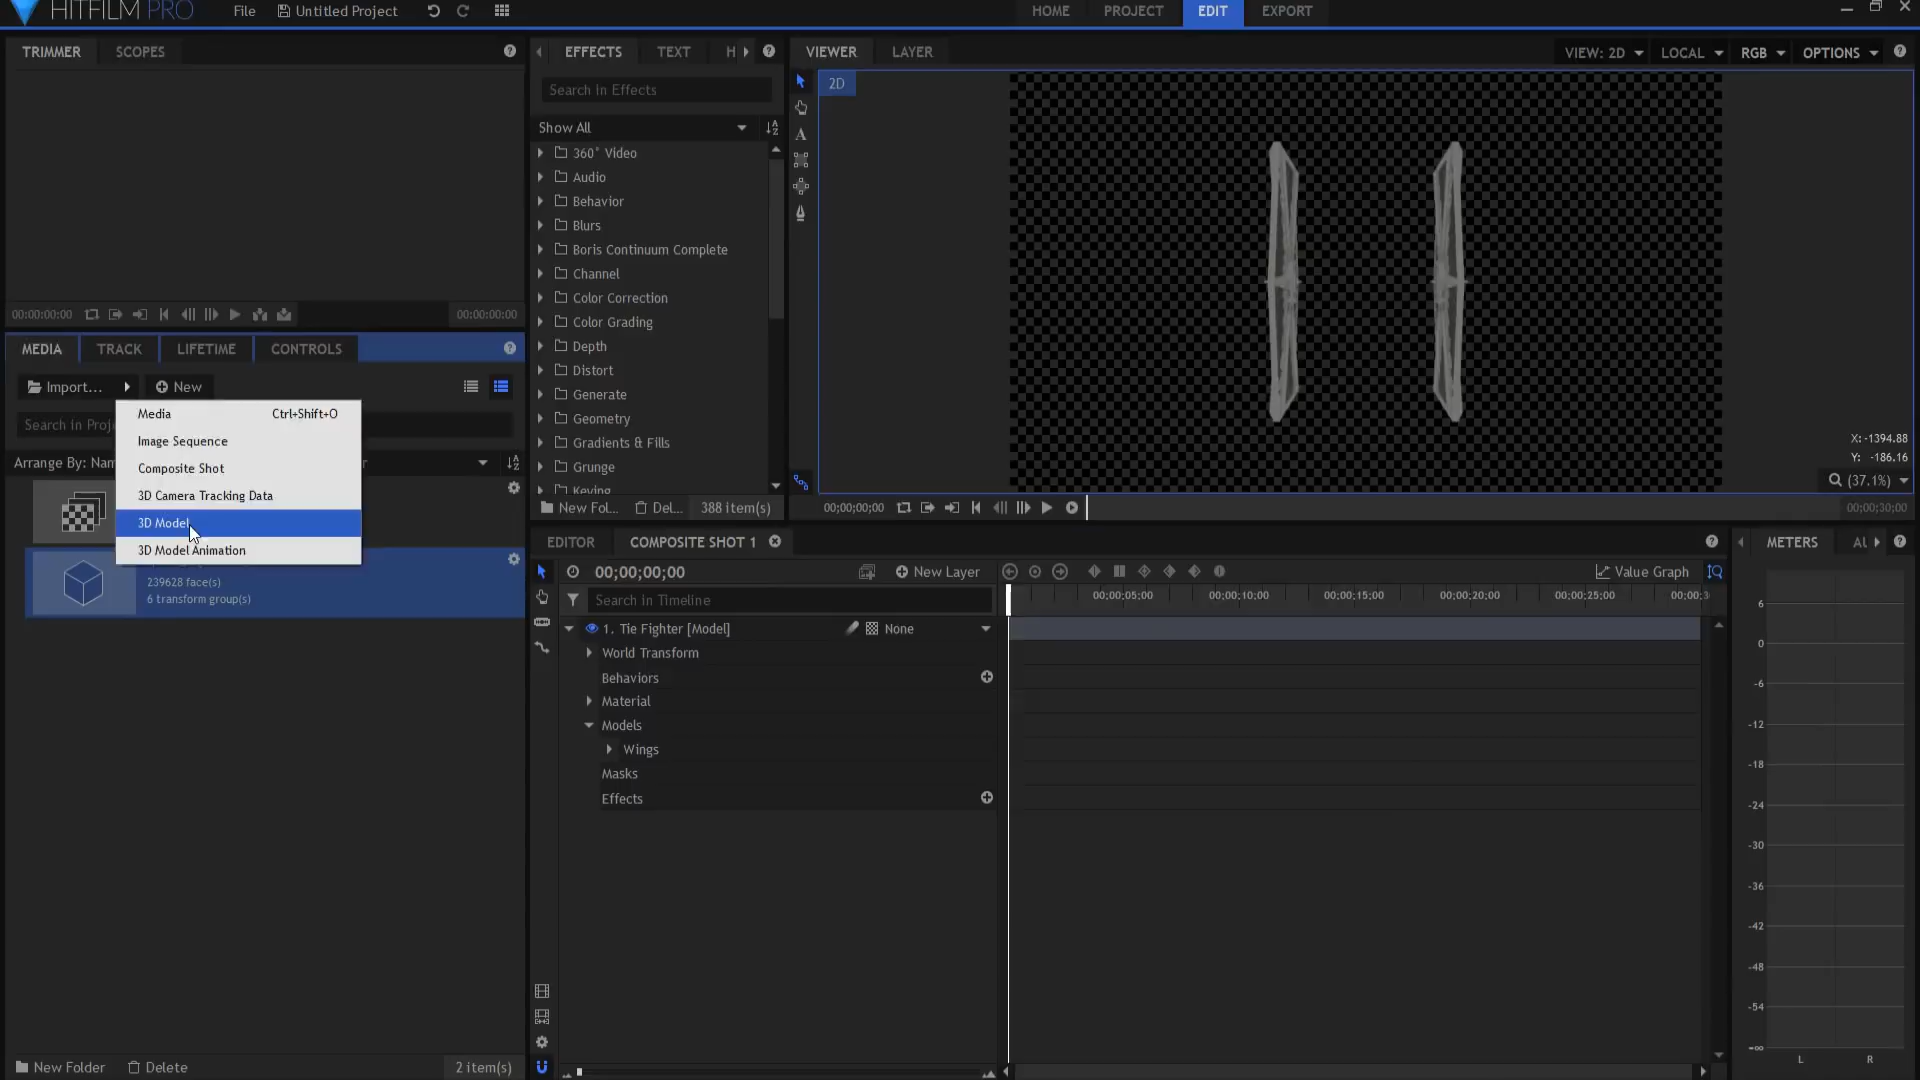 HITFILM PRO
File
Untitled Project
HOME
PROJECT
EDIT
EXPORT
TRIMMER
SCOPES
00:00:00:00
00:00:00:00
MEDIA
TRACK
LIFETIME
CONTROLS
Import...
New
Search in Proj
Arrange By: Nam
r
Media Ctrl+Shift+O
Image Sequence
Composite Shot
3D Camera Tracking Data
3D Model
3D Model Animation
239628 face(s)
6 transform group(s)
New Folder
Delete
2 item(s)
EFFECTS
TEXT
H
Search in Effects
Show All
360° Video
Audio
Behavior
Blurs
Boris Continuum Complete
Channel
Color Correction
Color Grading
Depth
Distort
Generate
Geometry
Gradients & Fills
Grunge
Keying
New Fol...
Del...
388 item(s)
VIEWER
LAYER
VIEW: 2D
LOCAL
RGB
OPTIONS
2D
A
X: -1394.88
Y: -186.16
(37.1%)
00;00;00;00
00;00;30;00
EDITOR
COMPOSITE SHOT 1
00;00;00;00
New Layer
Value Graph
Search in Timeline
00;00;05;00
00;00;10;00
00;00;15;00
00;00;20;00
00;00;25;00
00;00;3
1. Tie Fighter [Model]
None
World Transform
Behaviors
Material
Models
Wings
Masks
Effects
METERS
AU
6
0
-6
-12
-18
-24
-30
-36
-42
-48
-54
-∞
L
R